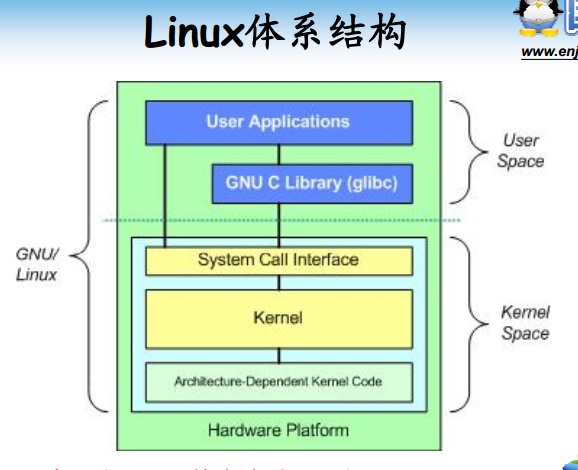 Linux体系结构
www.enj
User Applications
User
Space
GNU C Library (glibc)
GNU/
Linux
System Call Interface
Kernel
Kernel
Space
Architecture-Dependent Kernel Code
Hardware Platform